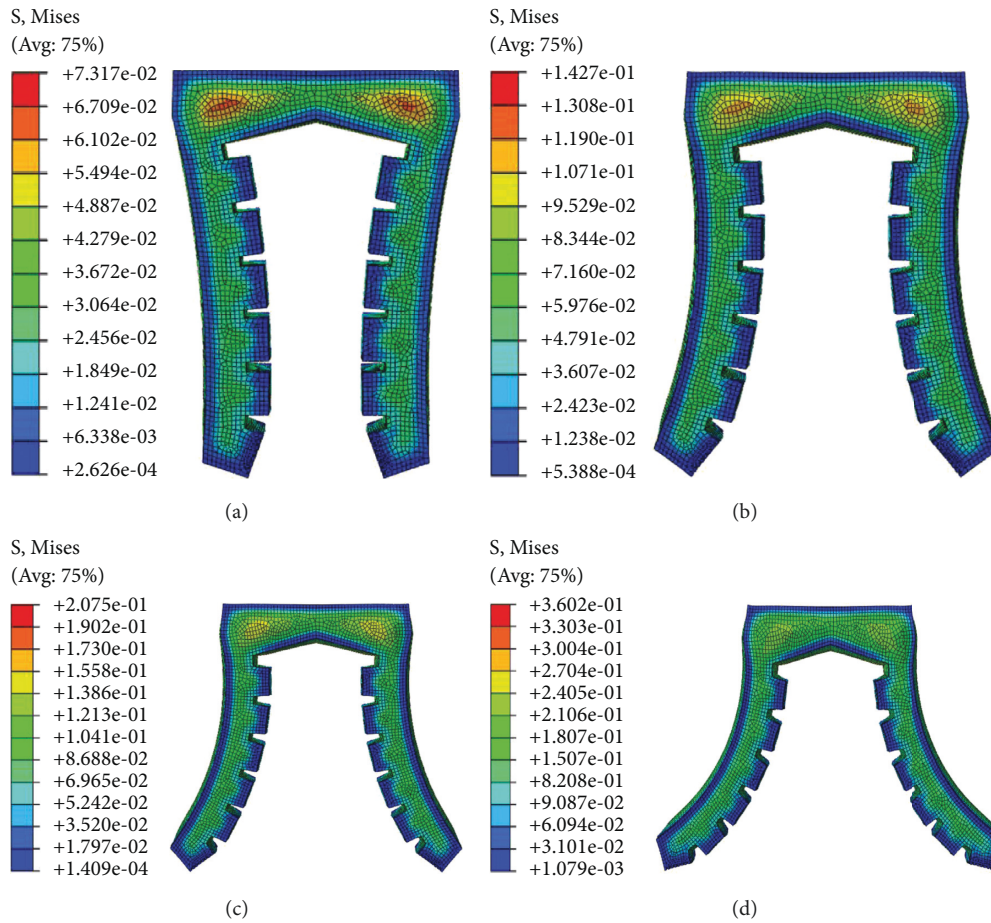 S, Mises
(Avg: 75%)
+7.317e-02
+6.709e-02
+6.102e-02
+5.494e-02
+4.887e-02
+4.279e-02
+3.672e-02
+3.064e-02
+2.456e-02
+1.849e-02
+1.241e-02
+6.338e-03
+2.626e-04
(a)
S, Mises
(Avg: 75%)
+1.427e-01
+1.308e-01
+1.190e-01
+1.071e-01
+9.529e-02
+8.344e-02
+7.160e-02
+5.976e-02
+4.791e-02
+3.607e-02
+2.423e-02
+1.238e-02
+5.388e-04
(b)
S, Mises
(Avg: 75%)
+2.075e-01
+1.902e-01
+1.730e-01
+1.558e-01
+1.386e-01
+1.213e-01
+1.041e-01
+8.688e-02
+6.965e-02
+5.242e-02
+3.520e-02
+1.797e-02
+1.409e-04
(c)
S, Mises
(Avg: 75%)
+3.602e-01
+3.303e-01
+3.004e-01
+2.704e-01
+2.405e-01
+2.106e-01
+1.807e-01
+1.507e-01
+8.208e-01
+9.087e-02
+6.094e-02
+3.101e-02
+1.079e-03
(d)